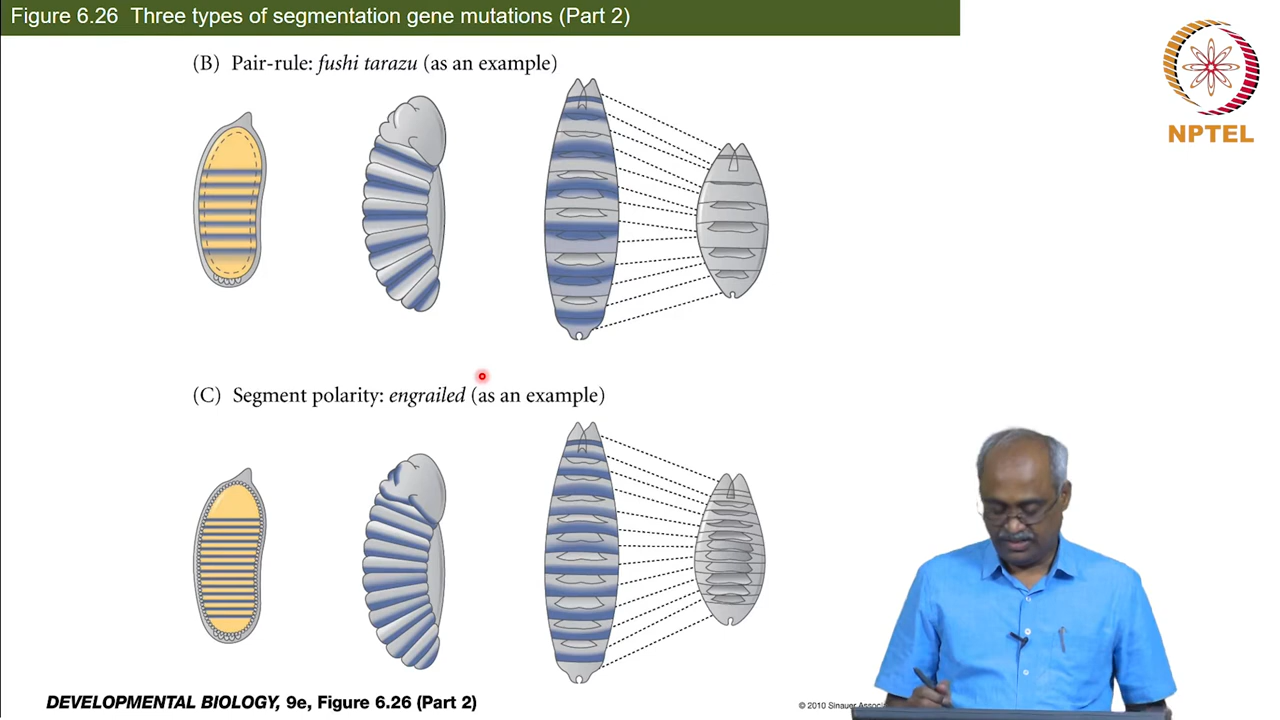 Figure 6.26 Three types of segmentation gene mutations (Part 2)
(B) Pair-rule: fushi tarazu (as an example)
NPTEL
(C) Segment polarity: engrailed (as an example)
DEVELOPMENTAL BIOLOGY, 9e, Figure 6.26 (Part 2)
© 2010 Sinauer